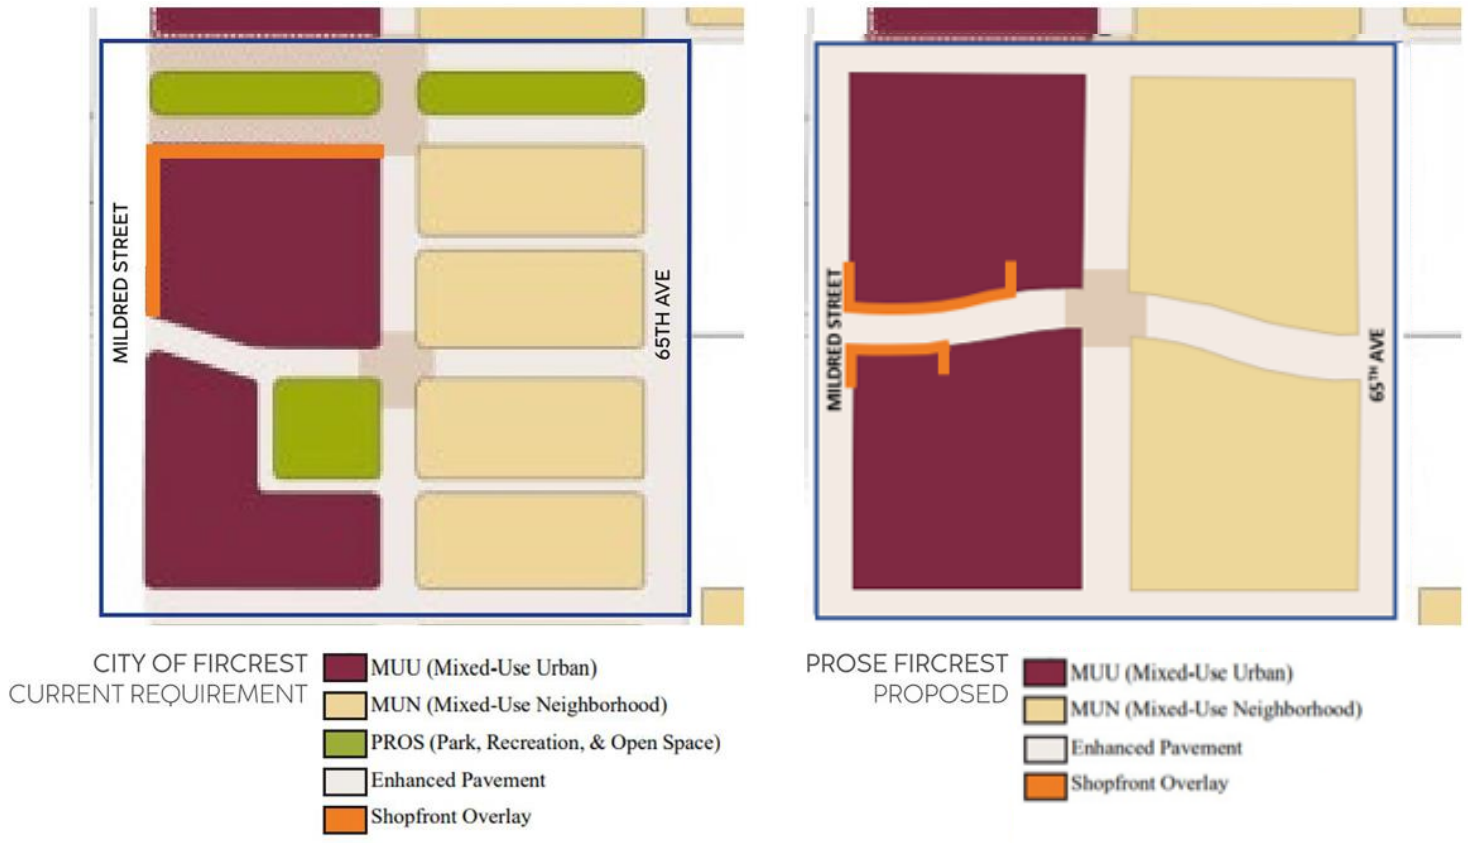 MILDRED STREET
65TH AVE
CITY OF FIRCREST
CURRENT REQUIREMENT
MUU (Mixed-Use Urban)
MUN (Mixed-Use Neighborhood)
PROS (Park, Recreation, & Open Space)
Enhanced Pavement
Shopfront Overlay
MILDRED STREET
65TH AVE
PROSE FIRCREST
PROPOSED
MUU (Mixed-Use Urban)
MUN (Mixed-Use Neighborhood)
Enhanced Pavement
Shopfront Overlay